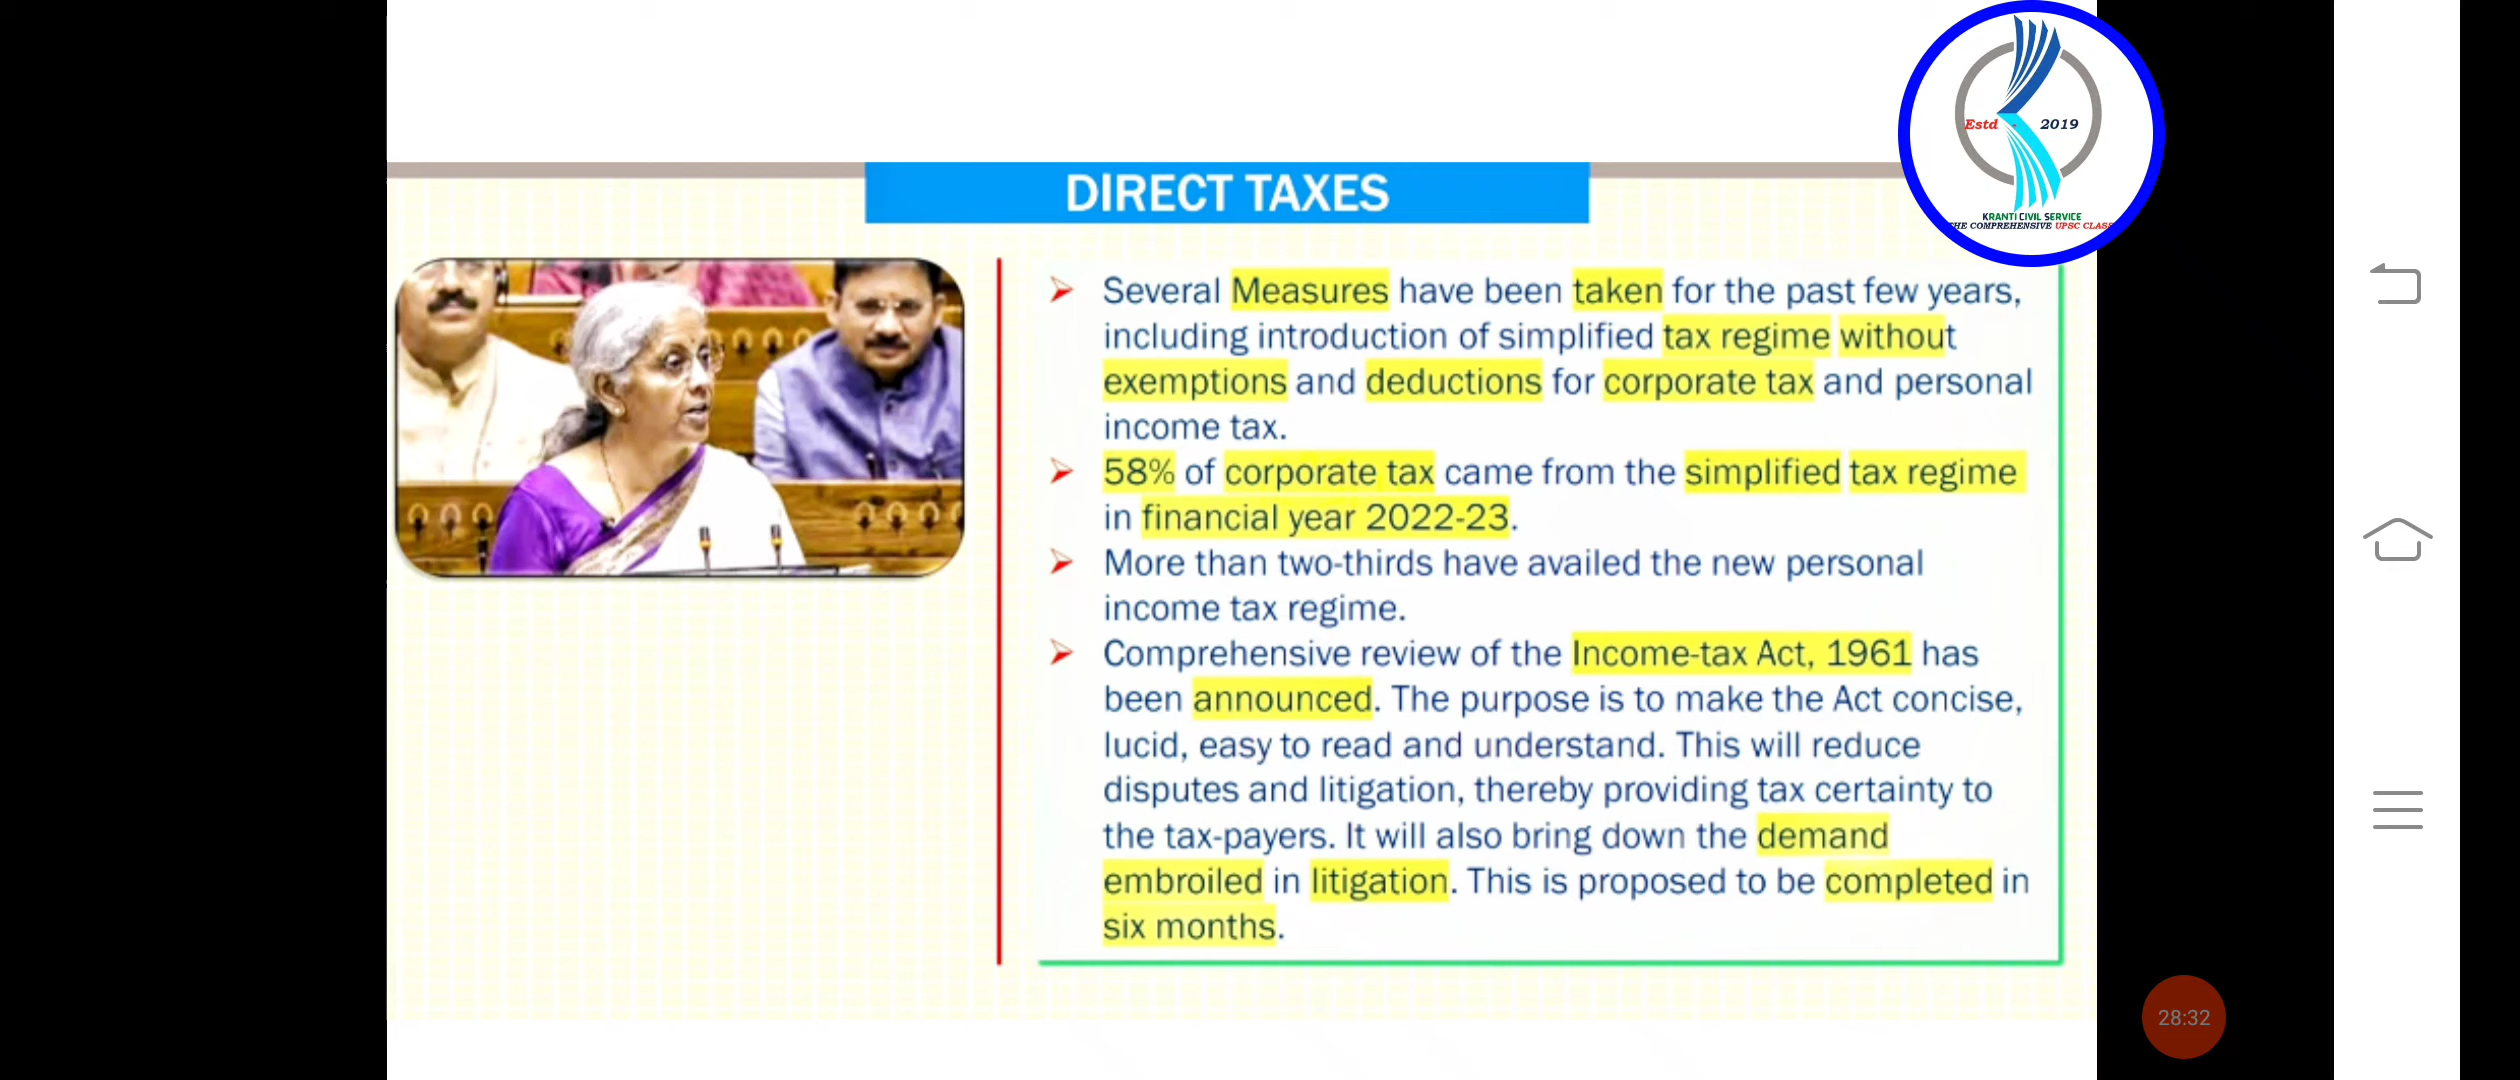 Estd - 2019
KRANTI CIVIL SERVICE
THE COMPREHENSIVE UPSC CLASS
DIRECT TAXES
Several Measures have been taken for the past few years,
including introduction of simplified tax regime without
exemptions and deductions for corporate tax and personal
income tax.
58% of corporate tax came from the simplified tax regime
in financial year 2022-23.
More than two-thirds have availed the new personal
income tax regime.
Comprehensive review of the Income-tax Act, 1961 has
been announced. The purpose is to make the Act concise,
lucid, easy to read and understand. This will reduce
disputes and litigation, thereby providing tax certainty to
the tax-payers. It will also bring down the demand
embroiled in litigation. This is proposed to be completed in
six months.
28:32